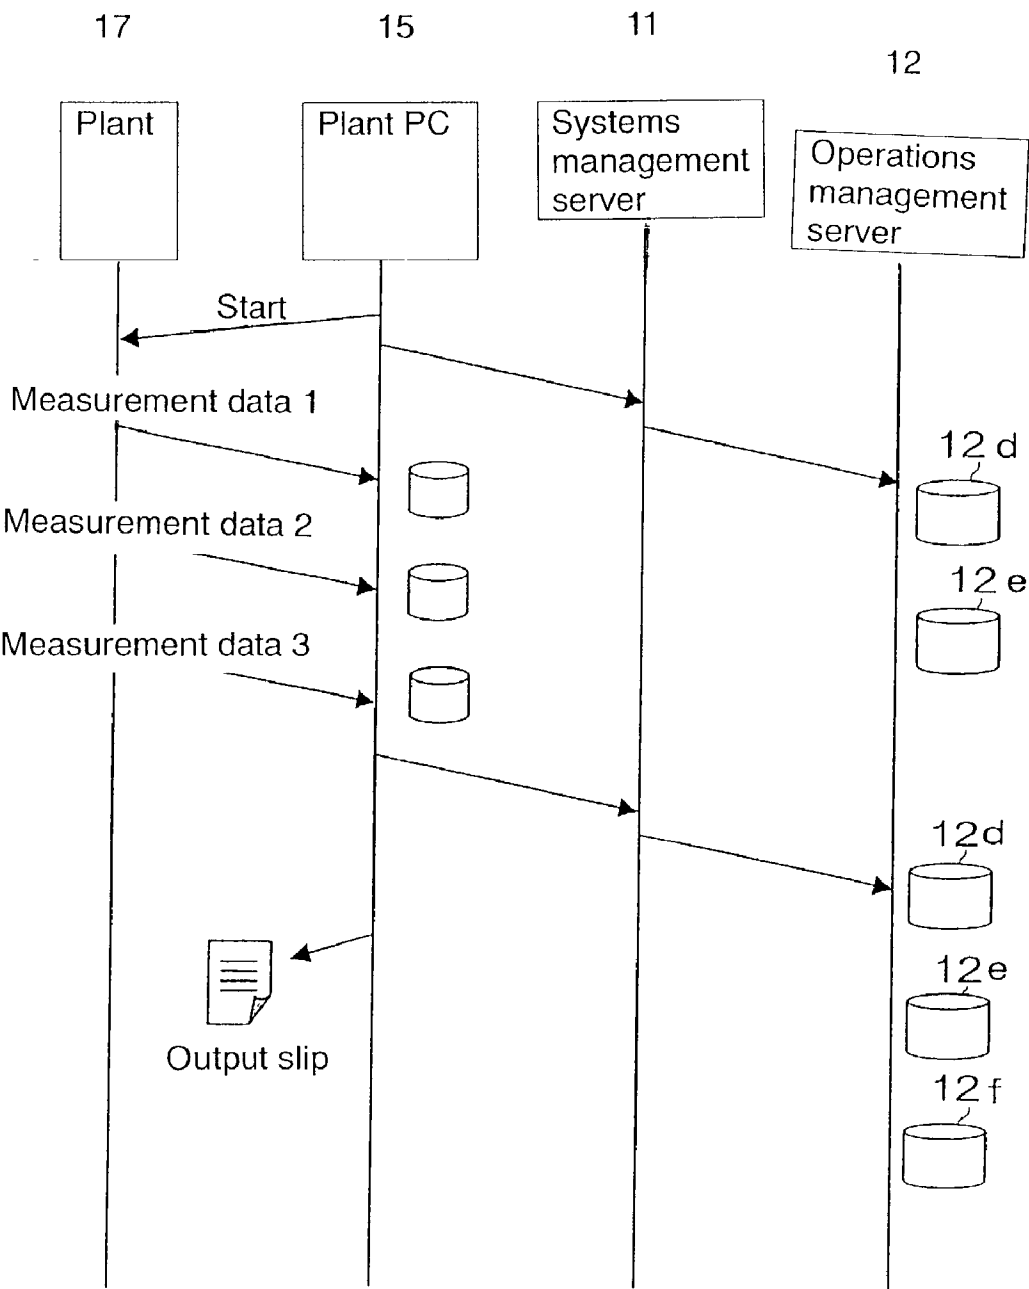 17
15
11
12
Plant
Plant PC
Systems
management
server
Operations
management
server
Start
Measurement data 1
12 d
Measurement data 2
12 e
Measurement data 3
12d
12e
Output slip
12 f